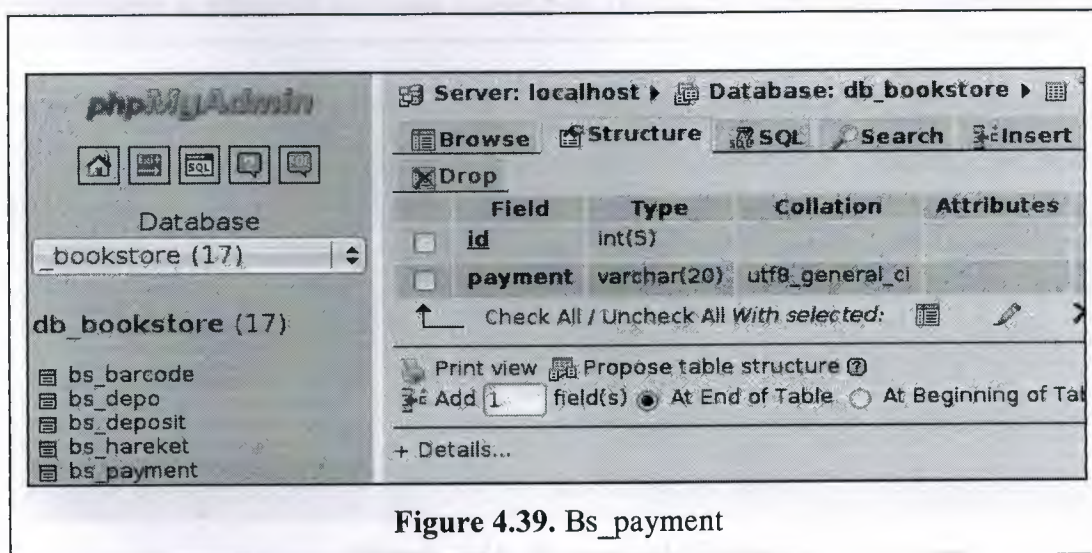 phpMyAdmin
Database
_bookstore (17)
db_bookstore (17)
bs_barcode
bs_depo
bs_deposit
bs_hareket
bs_payment
Server: localhost ▸ Database: db_bookstore ▸
Browse Structure SQL Search Insert
Drop
Field Type Collation Attributes
id int(5)
payment varchar(20) utf8_general_ci
Check All / Uncheck All With selected:
Print view Propose table structure
Add 1 field(s) At End of Table At Beginning of Tab
+ Details...
Figure 4.39. Bs_payment